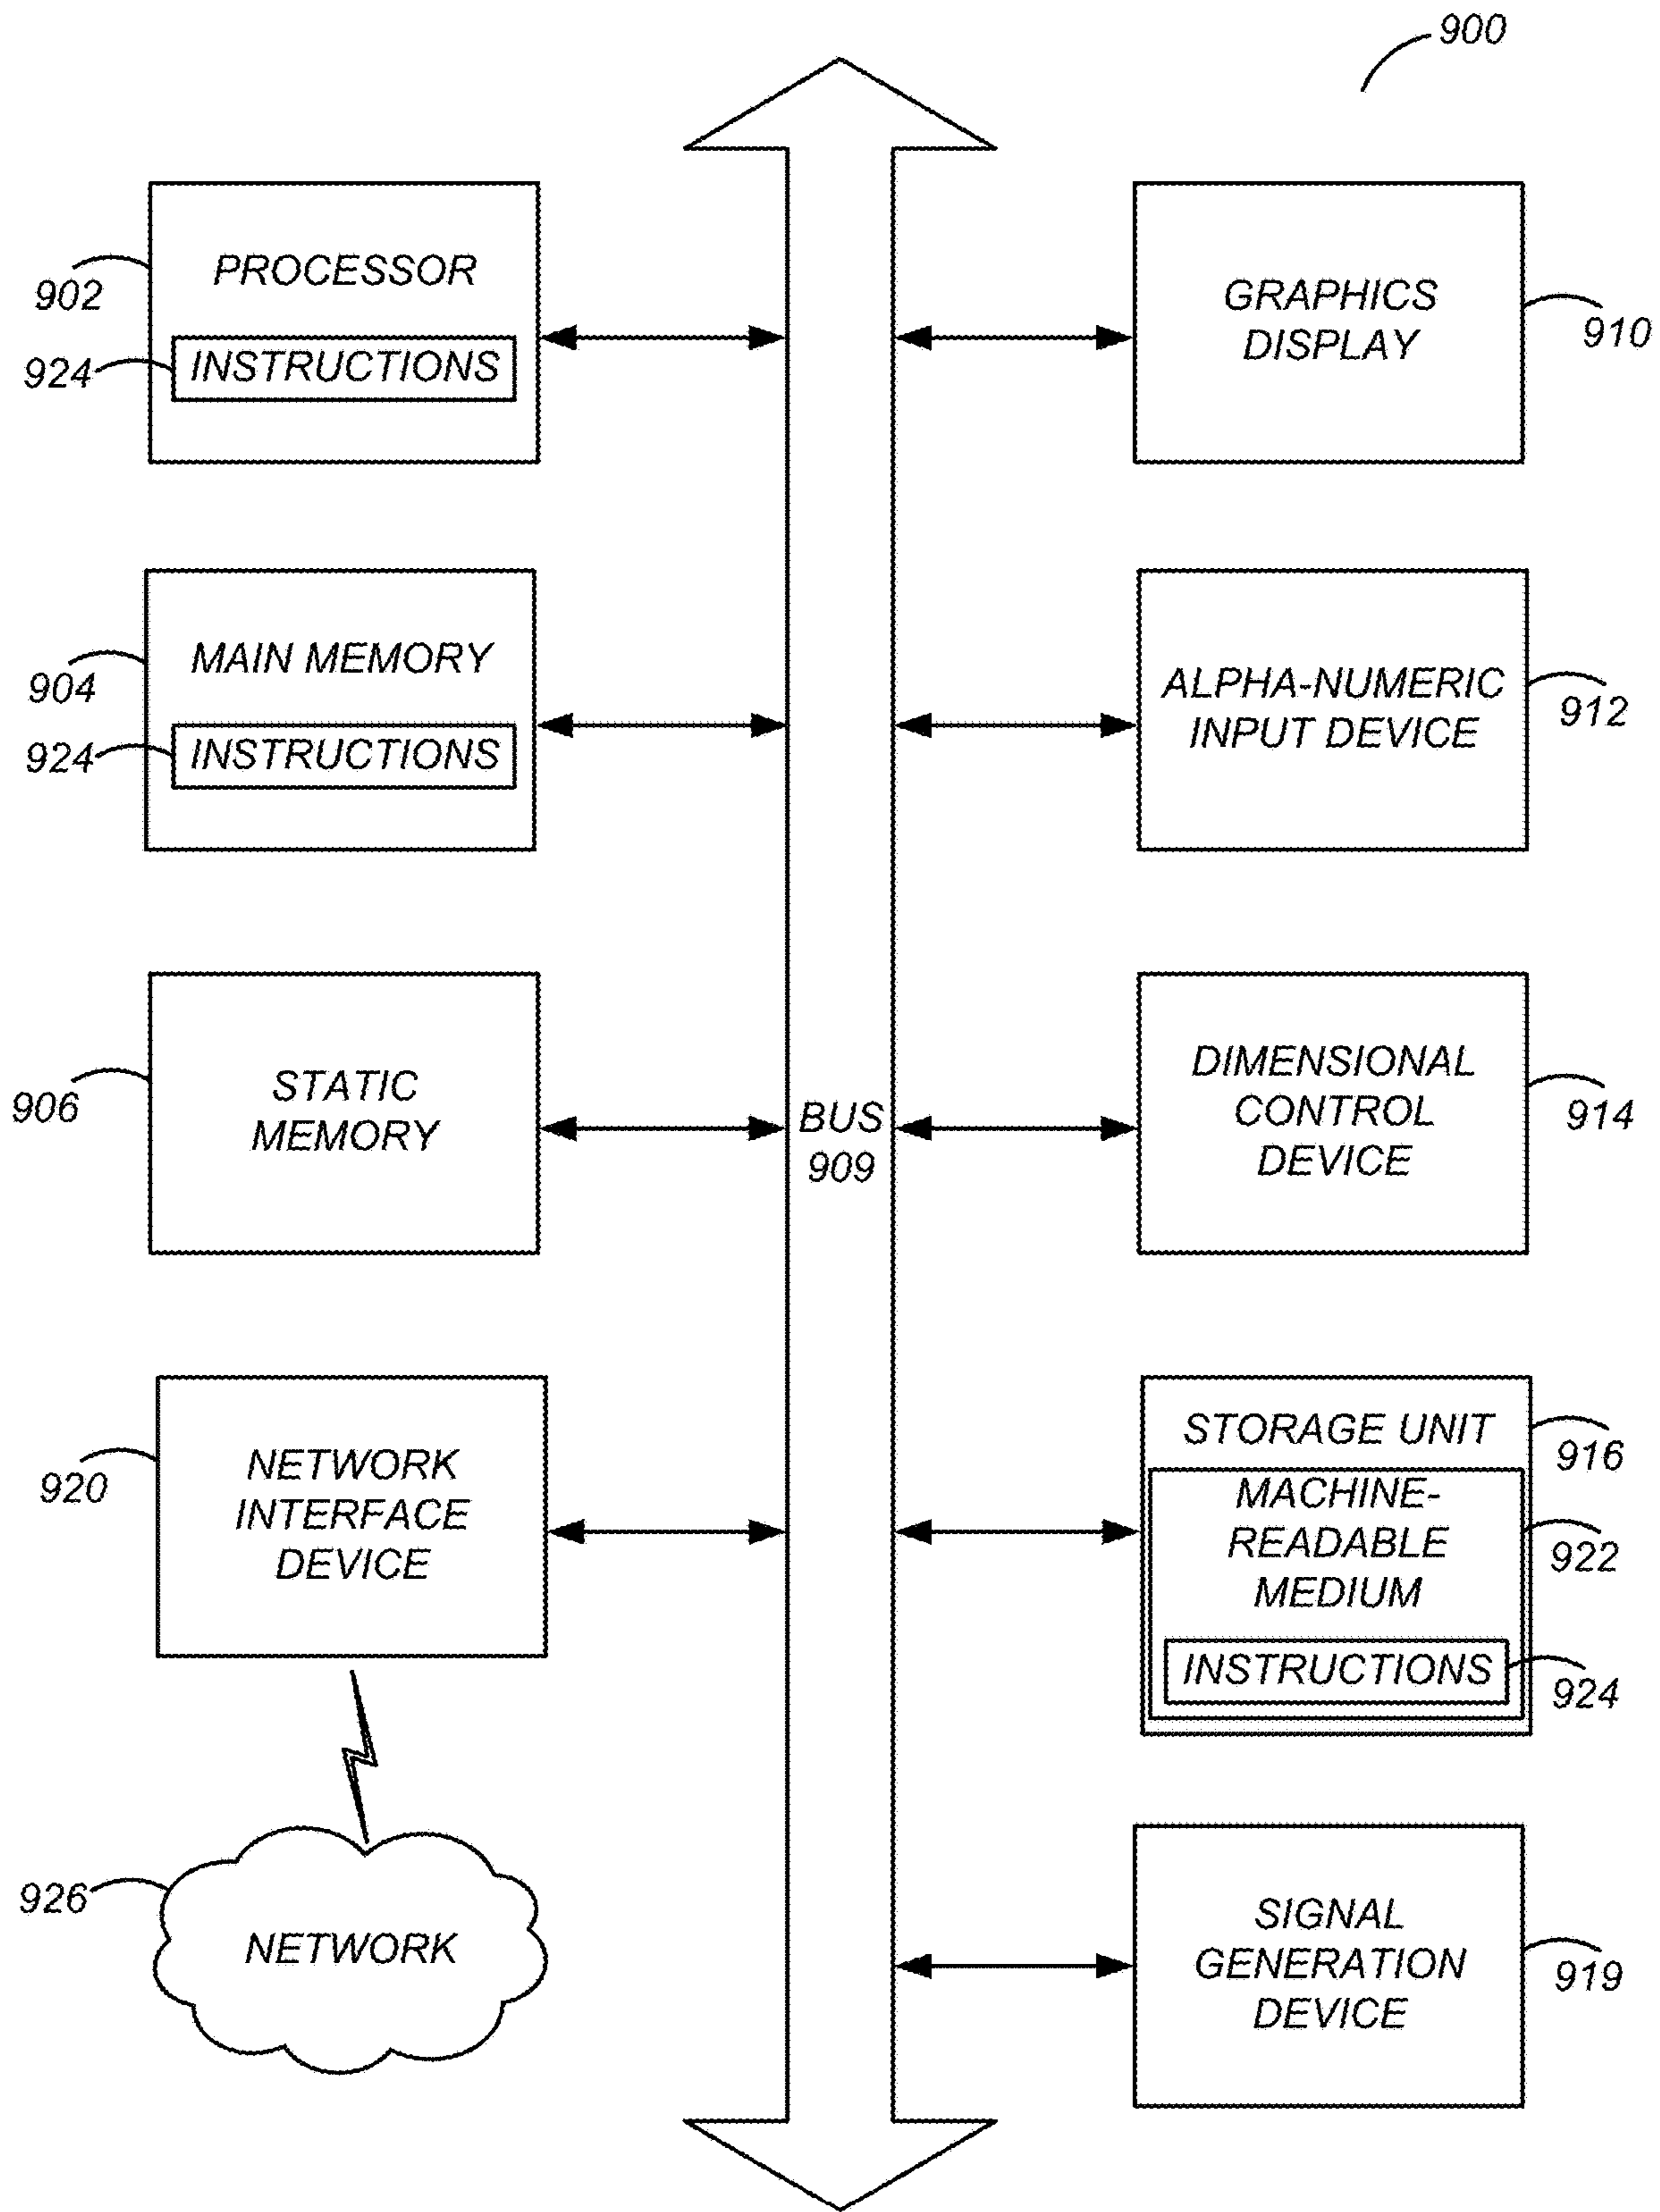 900
PROCESSOR
902
924
INSTRUCTIONS
GRAPHICS
DISPLAY
910
MAIN MEMORY
904
924
INSTRUCTIONS
ALPHA-NUMERIC
INPUT DEVICE
912
STATIC
MEMORY
906
BUS
909
DIMENSIONAL
CONTROL
DEVICE
914
NETWORK
INTERFACE
DEVICE
920
STORAGE UNIT
916
MACHINE-
READABLE
MEDIUM
922
INSTRUCTIONS
924
926
NETWORK
SIGNAL
GENERATION
DEVICE
919